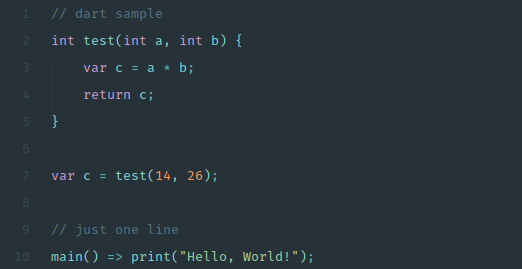 1 // dart sample
2 int test(int a, int b) {
3     var c = a * b;
4     return c;
5 }
6
7 var c = test(14, 26);
8
9 // just one line
10 main() => print("Hello, World!");